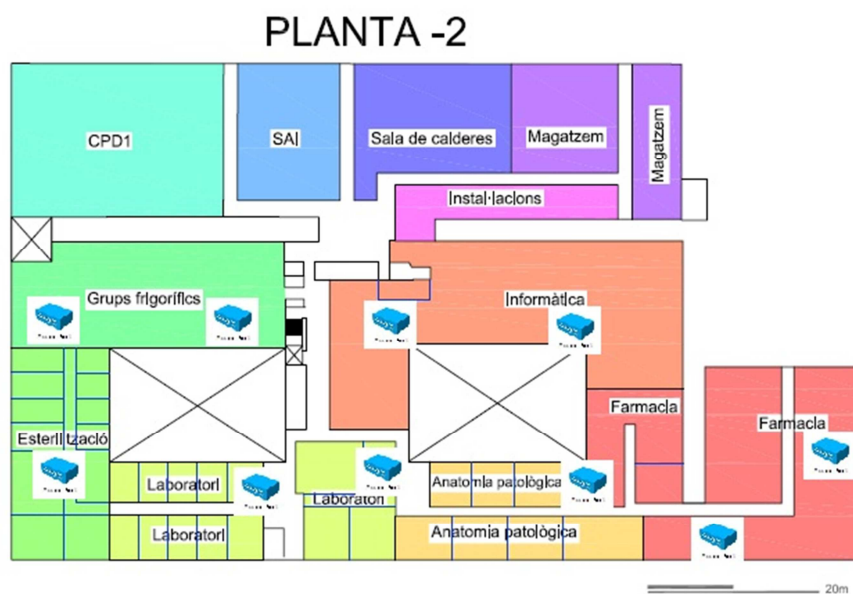 PLANTA -2
CPD1
SAI
Sala de calderes
Magatzem
Magatzem
Instal·lacions
Grups frigorífics
Informàtica
Farmacia
Farmacia
Esterilització
Laboratori
Laboratori
Anatomia patològica
Laboratori
Anatomia patològica
20m